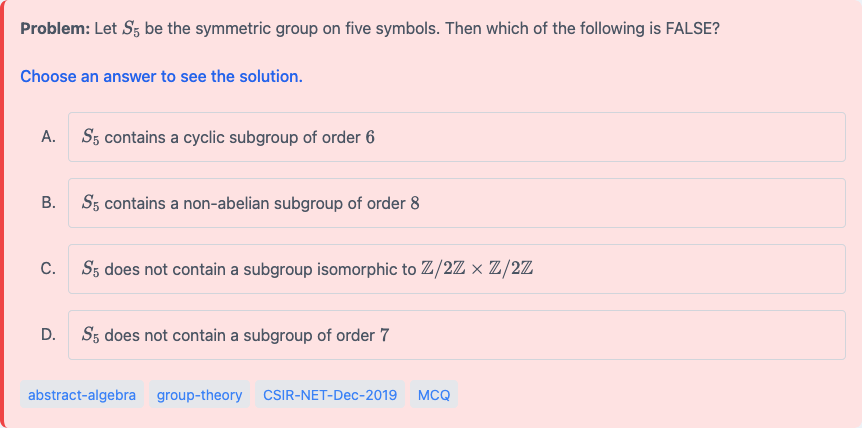 Problem: Let $S_5$ be the symmetric group on five symbols. Then which of the following is FALSE?
Choose an answer to see the solution.
A. $S_5$ contains a cyclic subgroup of order 6
B. $S_5$ contains a non-abelian subgroup of order 8
C. $S_5$ does not contain a subgroup isomorphic to $\mathbb{Z}/2\mathbb{Z} \times \mathbb{Z}/2\mathbb{Z}$
D. $S_5$ does not contain a subgroup of order 7
abstract-algebra group-theory CSIR-NET-Dec-2019 MCQ